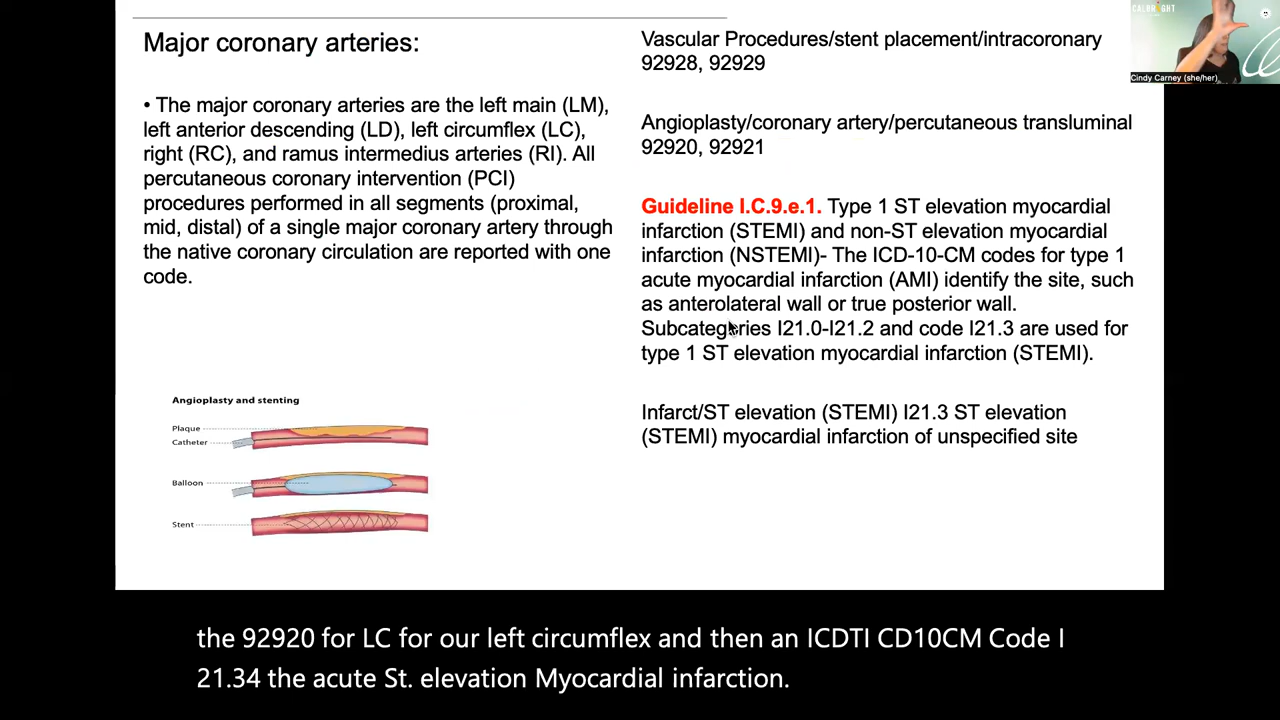 Major coronary arteries:
• The major coronary arteries are the left main (LM),
left anterior descending (LD), left circumflex (LC),
right (RC), and ramus intermedius arteries (RI). All
percutaneous coronary intervention (PCI)
procedures performed in all segments (proximal,
mid, distal) of a single major coronary artery through
the native coronary circulation are reported with one
code.
Angioplasty and stenting
Plaque
Catheter
Balloon
Stent
Vascular Procedures/stent placement/intracoronary
92928, 92929
Angioplasty/coronary artery/percutaneous transluminal
92920, 92921
Guideline I.C.9.e.1. Type 1 ST elevation myocardial
infarction (STEMI) and non-ST elevation myocardial
infarction (NSTEMI)- The ICD-10-CM codes for type 1
acute myocardial infarction (AMI) identify the site, such
as anterolateral wall or true posterior wall.
Subcategories I21.0-I21.2 and code I21.3 are used for
type 1 ST elevation myocardial infarction (STEMI).
Infarct/ST elevation (STEMI) I21.3 ST elevation
(STEMI) myocardial infarction of unspecified site
CALBRIGHT
Cindy Carney (she/her)
the 92920 for LC for our left circumflex and then an ICDTI CD10CM Code I
21.34 the acute St. elevation Myocardial infarction.